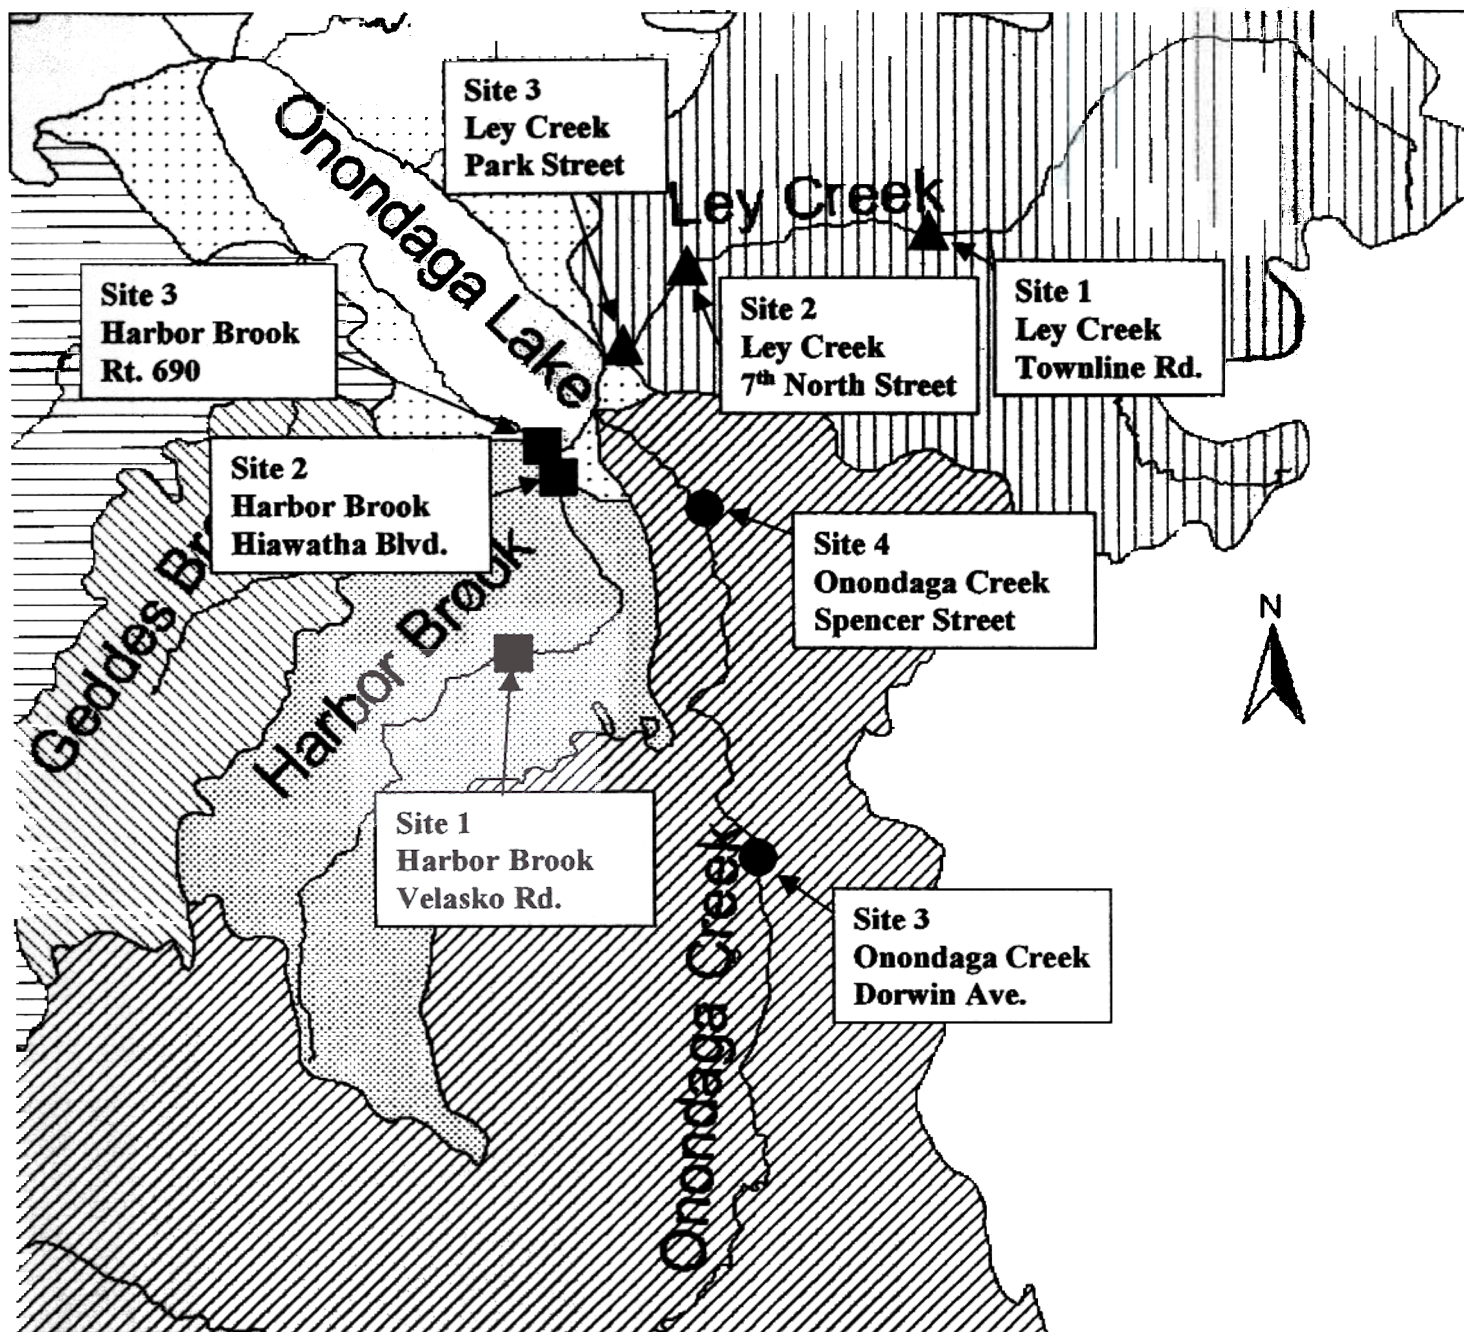 Onondaga Lake
Site 3
Ley Creek
Park Street
Ley Creek
Site 3
Harbor Brook
Rt. 690
Site 2
Ley Creek
7th North Street
Site 1
Ley Creek
Townline Rd.
Site 2
Harbor Brook
Hiawatha Blvd.
Site 4
Onondaga Creek
Spencer Street
N
Geddes Br
Harbor Brook
Site 1
Harbor Brook
Velasko Rd.
Onondaga Creek
Site 3
Onondaga Creek
Dorwin Ave.